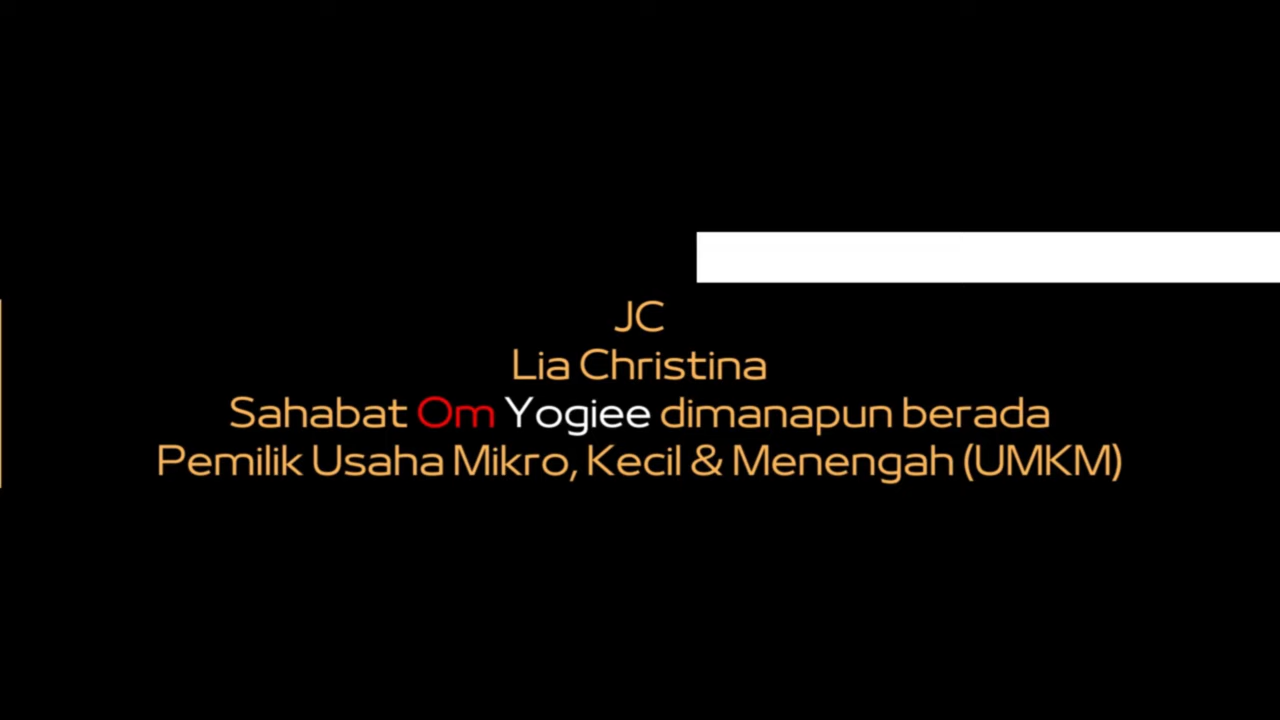 JC
Lia Christina
Sahabat Om Yogiee dimanapun berada
Pemilik Usaha Mikro, Kecil & Menengah (UMKM)